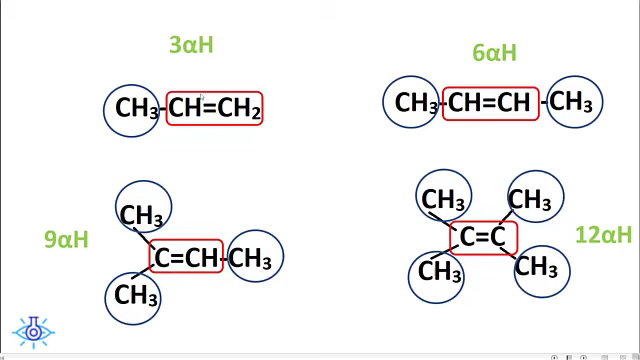 3αH
CH₃-CH=CH₂
6αH
CH₃-CH=CH-CH₃
9αH
CH₃
C=CH-CH₃
CH₃
CH₃ CH₃
C=C
CH₃ CH₃
12αH